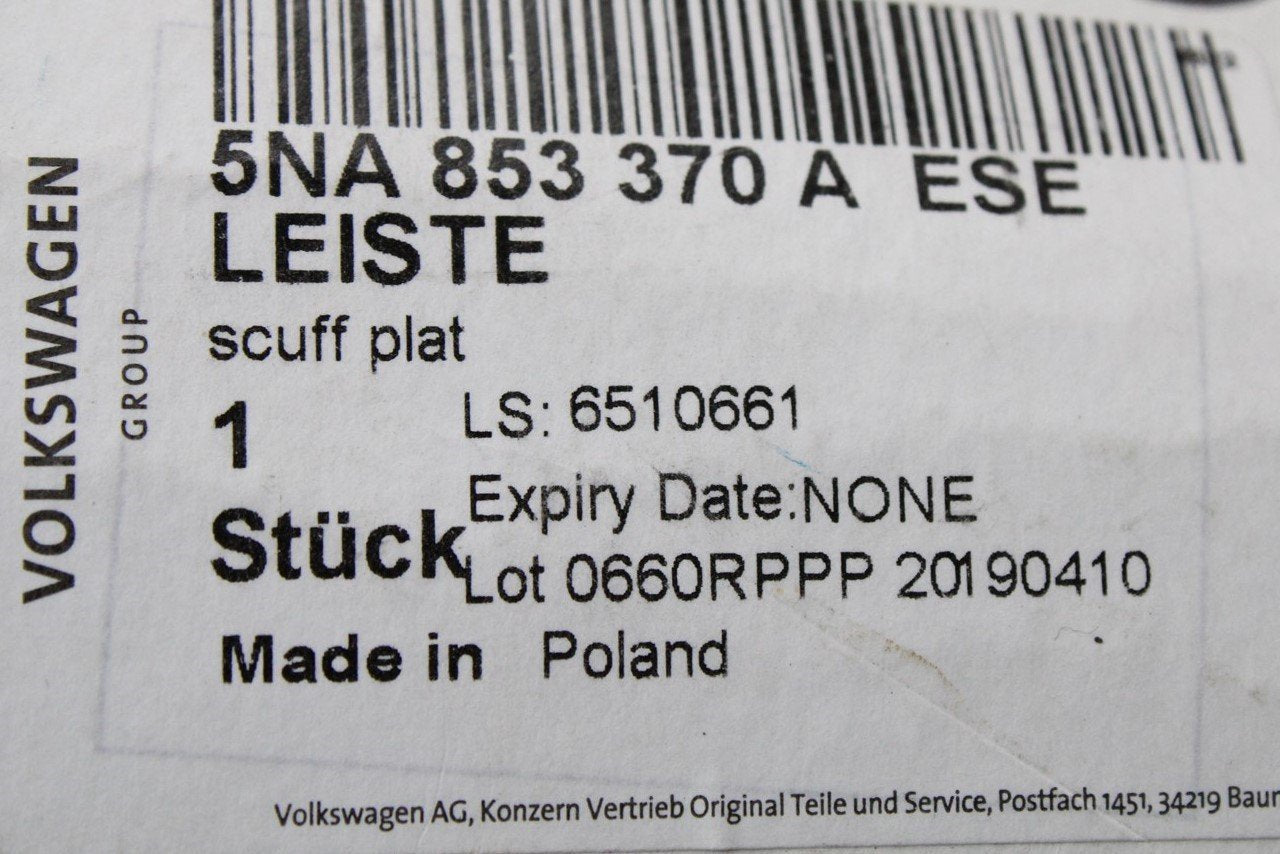 5NA 853 370 A ESE
LEISTE
scuff plat
1
LS: 6510661
Expiry Date:NONE
Stück
Lot 0660RPPP 20190410
Made in Poland
VOLKSWAGEN
GROUP
Volkswagen AG, Konzern Vertrieb Original Teile und Service, Postfach 1451, 34219